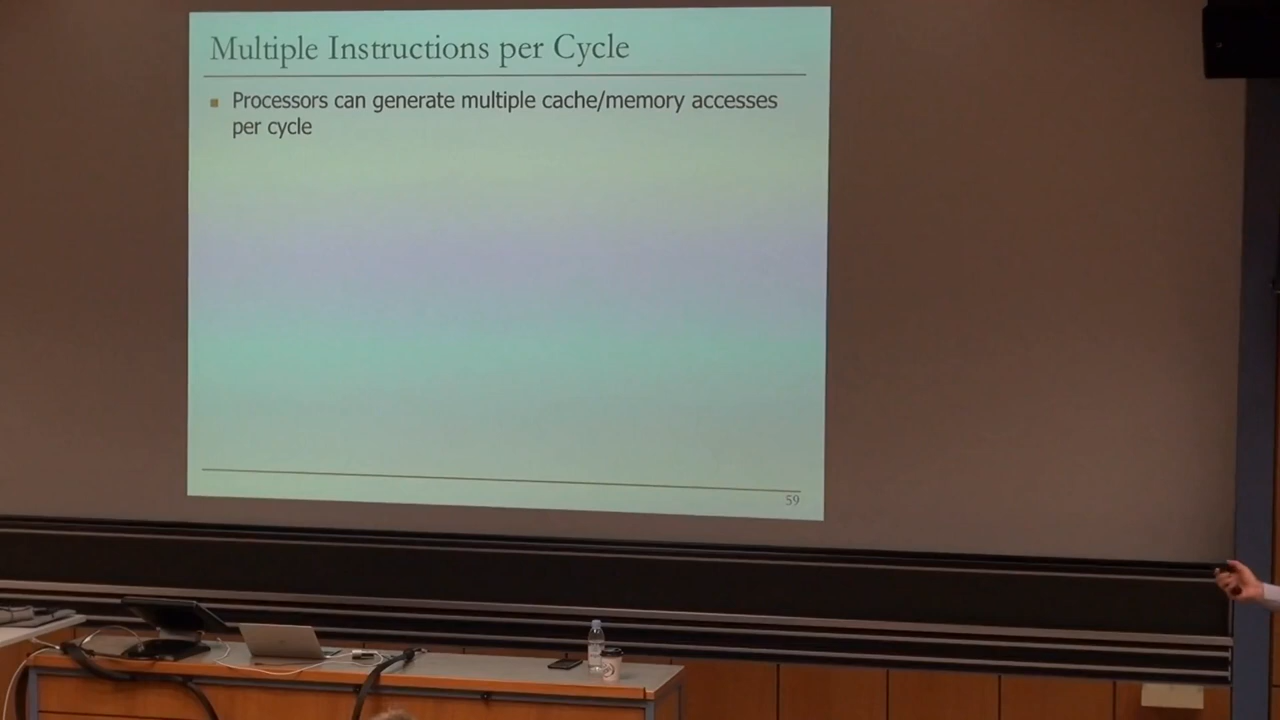 Multiple Instructions per Cycle
Processors can generate multiple cache/memory accesses
per cycle
59